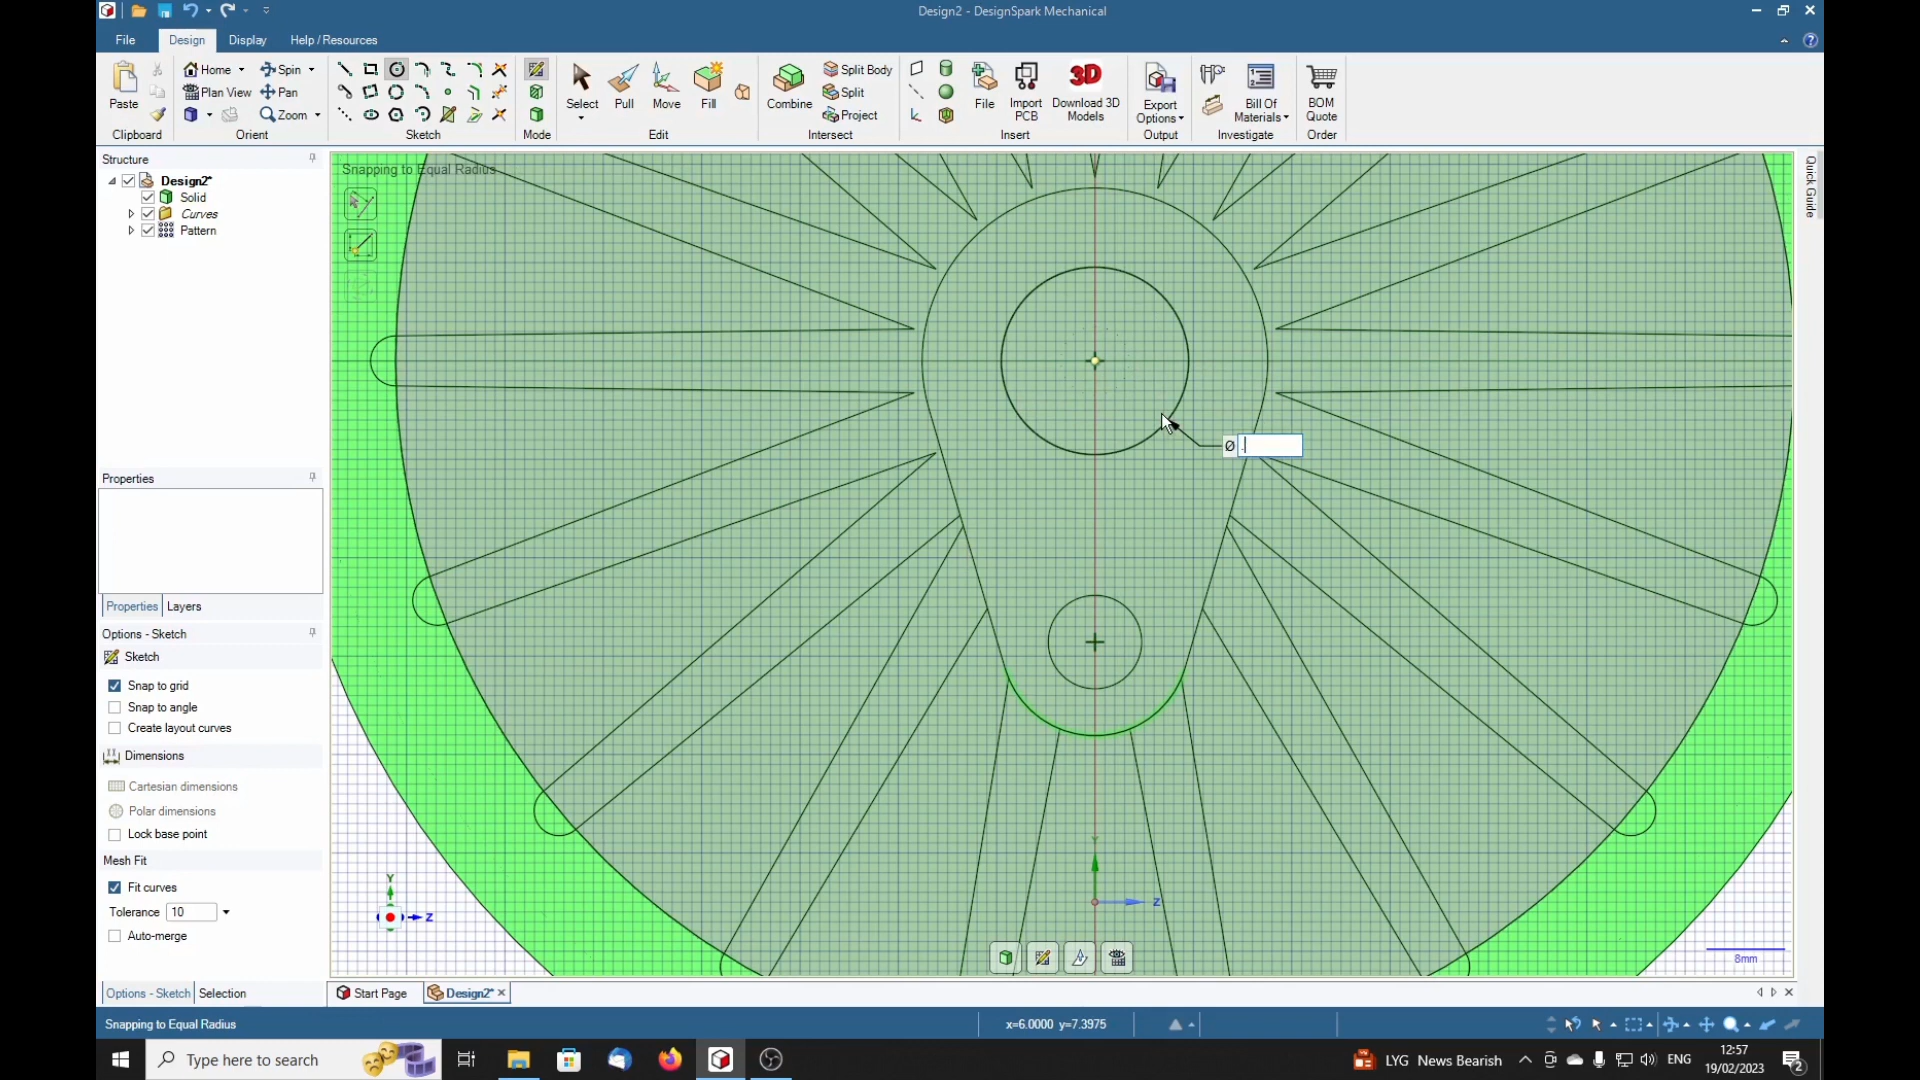 Design2 - DesignSpark Mechanical
File
Design
Display
Help / Resources
Paste
Clipboard
Home
Plan View
Spin
Pan
Zoom
Orient
Sketch
Mode
Select
Pull
Move
Fill
Edit
Combine
Split Body
Split
Project
Intersect
File
Import PCB
3D
Download 3D Models
Insert
Export Options
Output
Bill Of Materials
Investigate
BOM Quote
Order
Structure
Design2*
Solid
Curves
Pattern
Properties
Properties
Layers
Options - Sketch
Sketch
Snap to grid
Snap to angle
Create layout curves
Dimensions
Cartesian dimensions
Polar dimensions
Lock base point
Mesh Fit
Fit curves
Tolerance 10
Auto-merge
Options - Sketch
Selection
Snapping to Equal Radius
Ø
Y
Z
Y
Z
8mm
Quick Guide
Start Page
Design2*
Snapping to Equal Radius
x=6.0000 y=7.3975
Type here to search
LYG News Bearish
ENG
12:57
19/02/2023
2